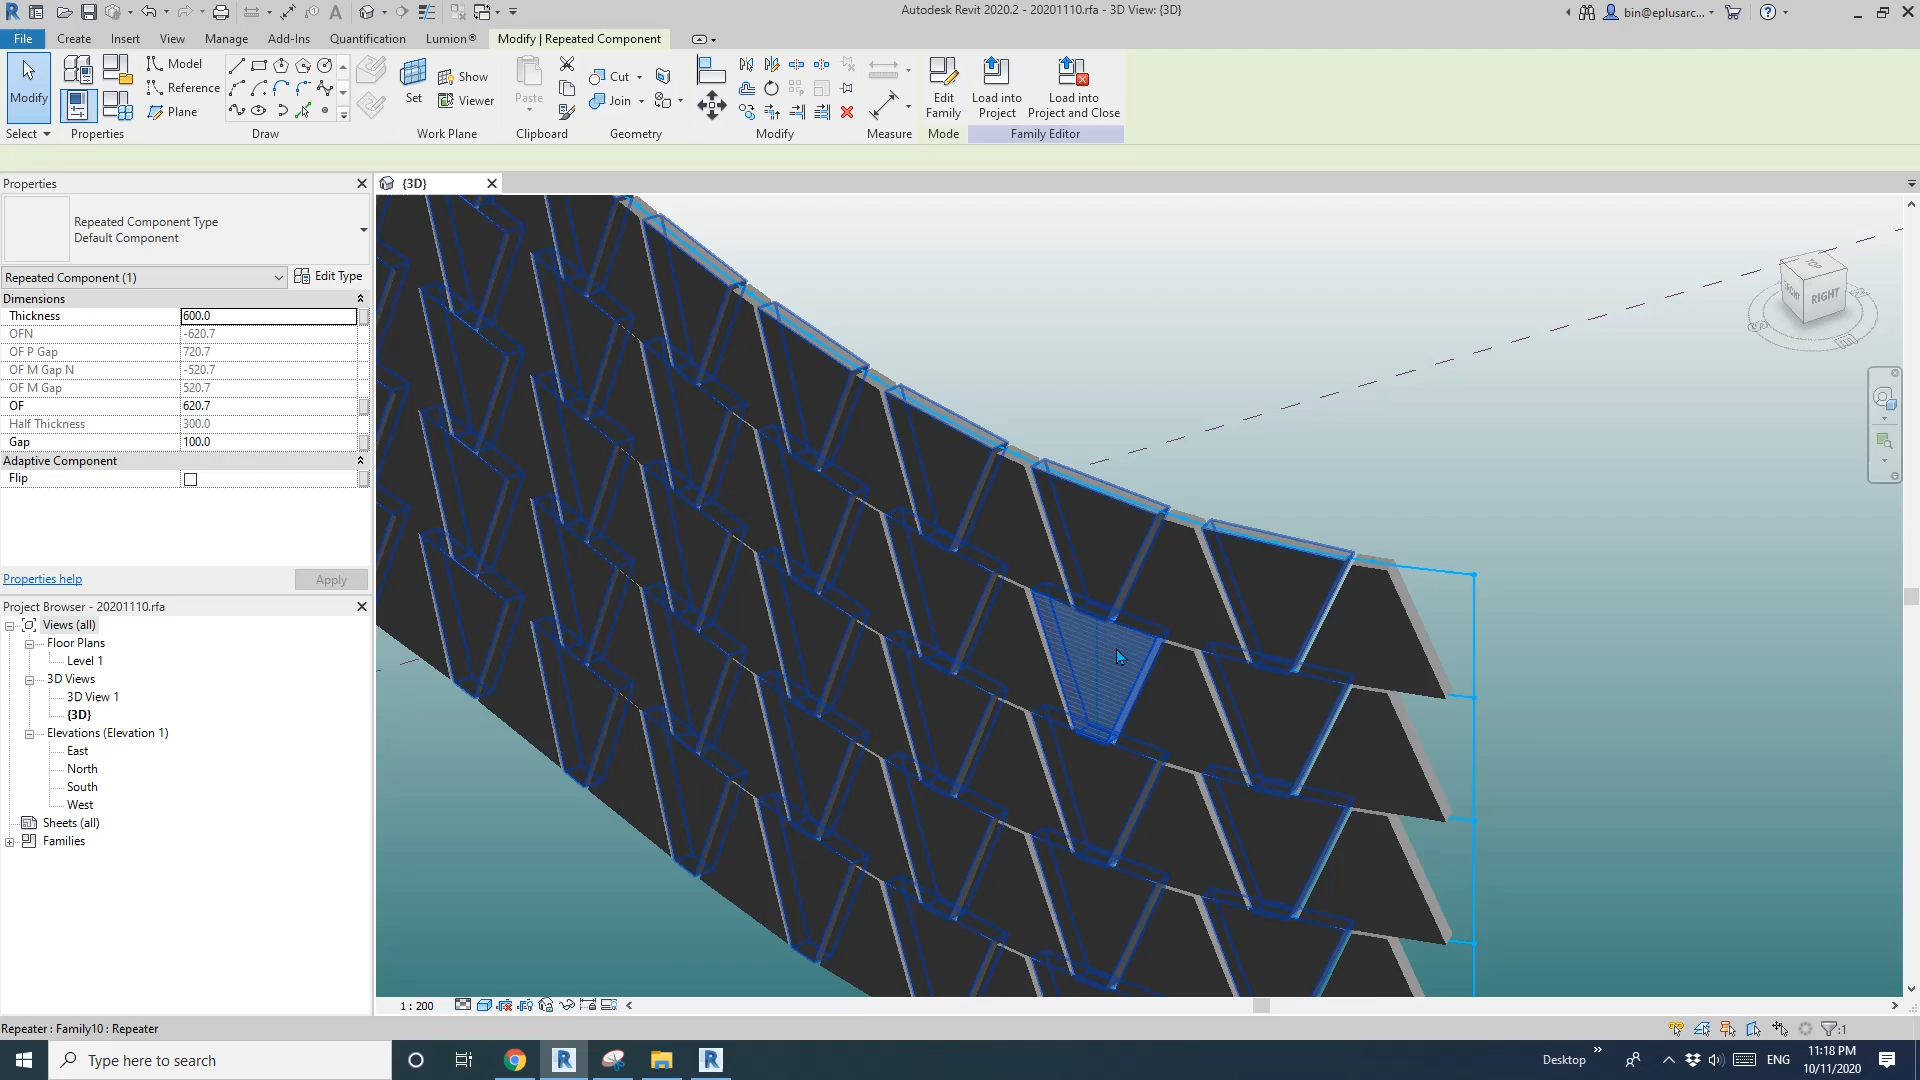 Autodesk Revit 2020.2 - 20201110.rfa - 3D View: {3D}
bin@eplusarc...
File Create Insert View Manage Add-Ins Quantification Lumion® Modify | Repeated Component
Modify
Model
Reference
Plane
Set
Show
Viewer
Paste
Cut
Join
Edit Family
Load into Project
Load into Project and Close
Select Properties Draw Work Plane Clipboard Geometry Modify Measure Mode Family Editor
Properties
{3D}
Repeated Component Type
Default Component
Repeated Component (1) Edit Type
Dimensions
Thickness 600.0
OFN -620.7
OF P Gap 720.7
OF M Gap N -520.7
OF M Gap 520.7
OF 620.7
Half Thickness 300.0
Gap 100.0
Adaptive Component
Flip
Properties help Apply
Project Browser - 20201110.rfa
Views (all)
Floor Plans
Level 1
3D Views
3D View 1
{3D}
Elevations (Elevation 1)
East
North
South
West
Sheets (all)
Families
TOP
FRONT
RIGHT
1 : 200
Repeater : Family10 : Repeater
:1
Type here to search
Desktop
ENG
11:18 PM
10/11/2020